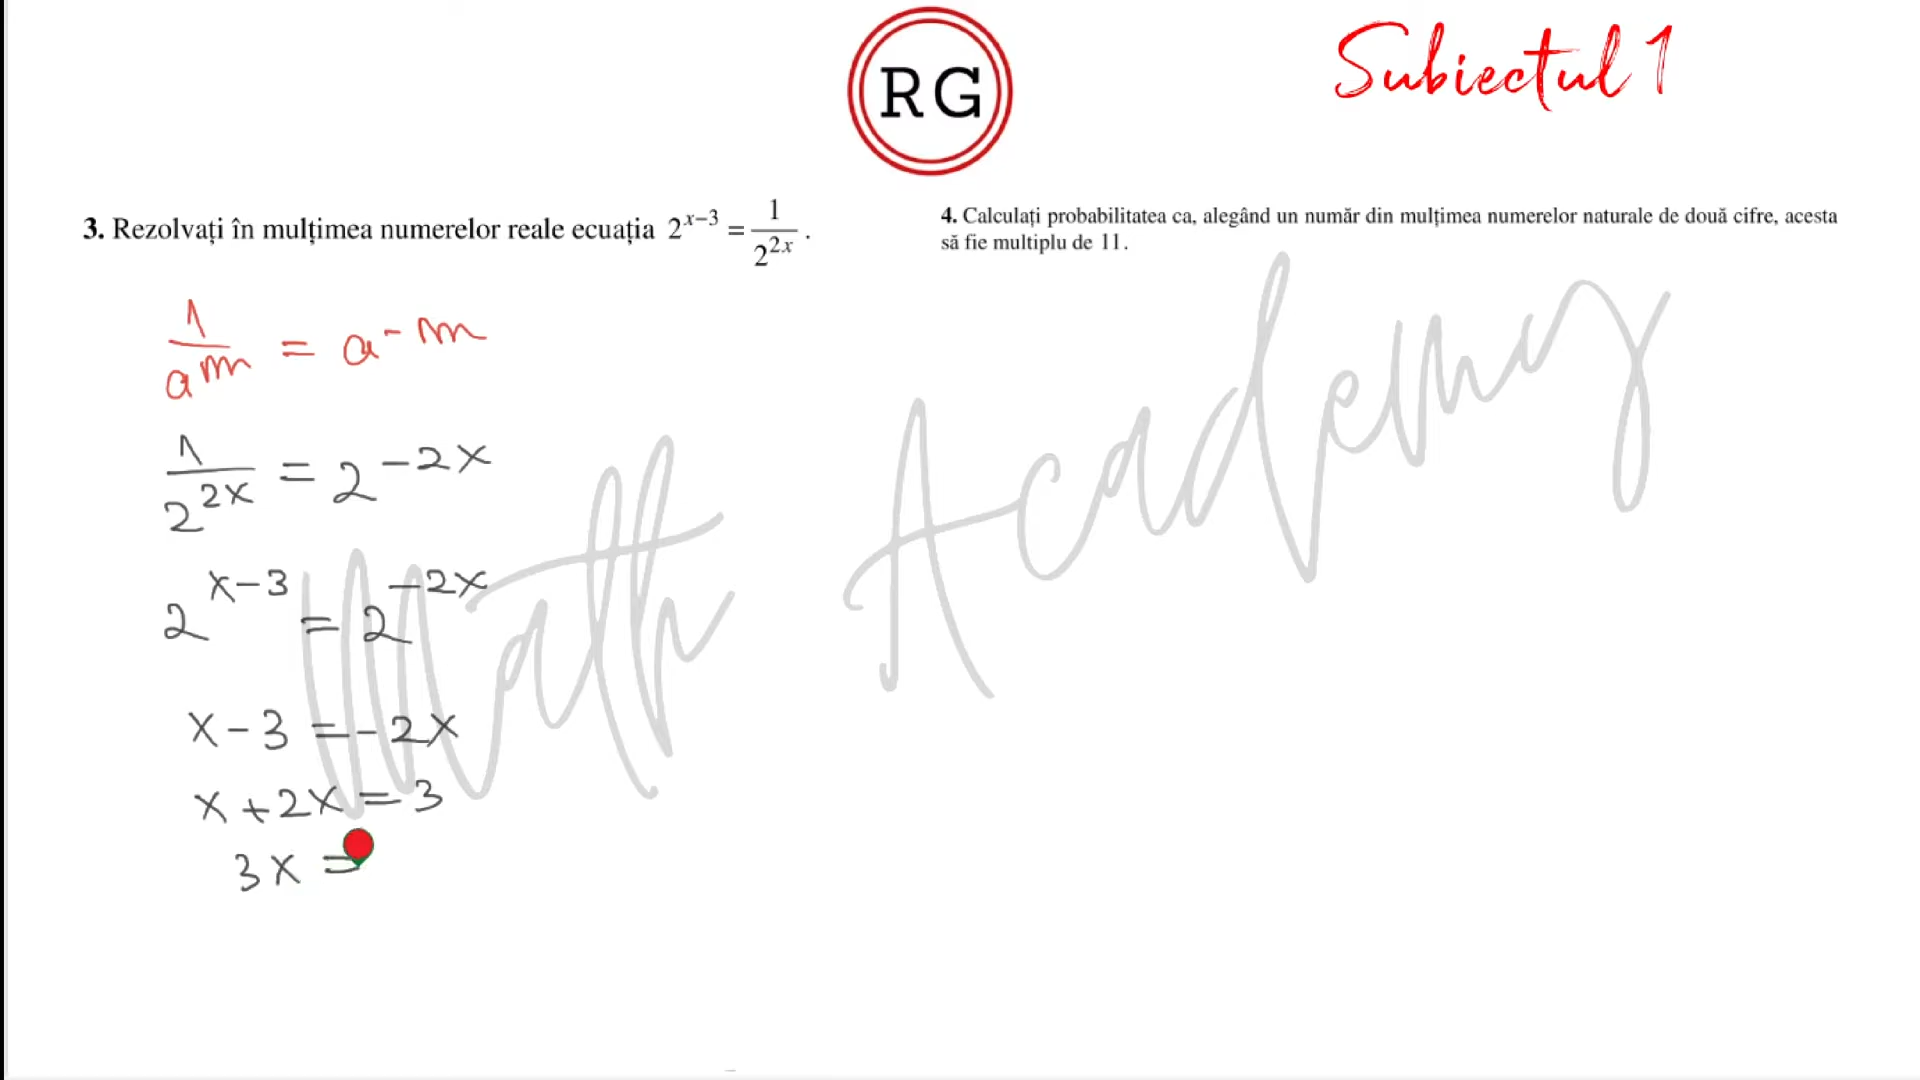 RG
Subiectul 1
3. Rezolvați în mulțimea numerelor reale ecuația 2^{x−3} = 1/2^{2x}.
1/a^m = a^{-m}
1/2^{2x} = 2^{-2x}
2^{x-3} = 2^{-2x}
x-3 = -2x
x+2x = 3
3x =
4. Calculați probabilitatea ca, alegând un număr din mulțimea numerelor naturale de două cifre, acesta
să fie multiplu de 11.
Math Academy